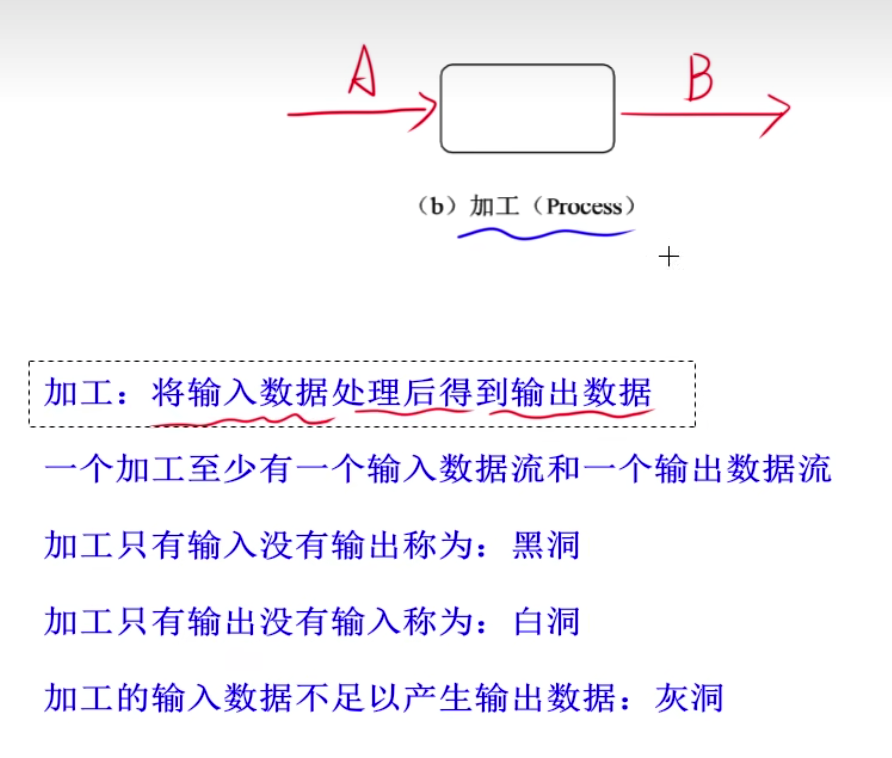 A B
（b）加工（Process）
加工：将输入数据处理后得到输出数据
一个加工至少有一个输入数据流和一个输出数据流
加工只有输入没有输出称为：黑洞
加工只有输出没有输入称为：白洞
加工的输入数据不足以产生输出数据：灰洞